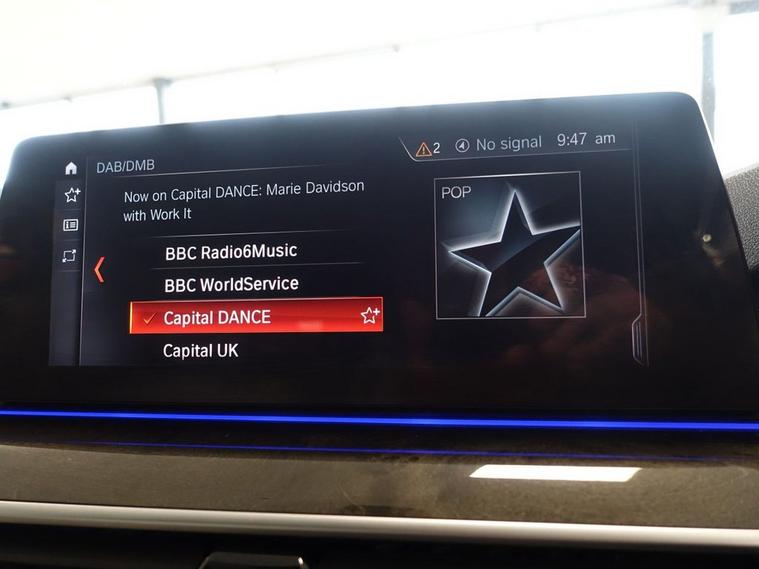 DAB/DMB
2 No signal 9:47 am
Now on Capital DANCE: Marie Davidson
with Work It
POP
BBC Radio6Music
BBC WorldService
Capital DANCE
Capital UK